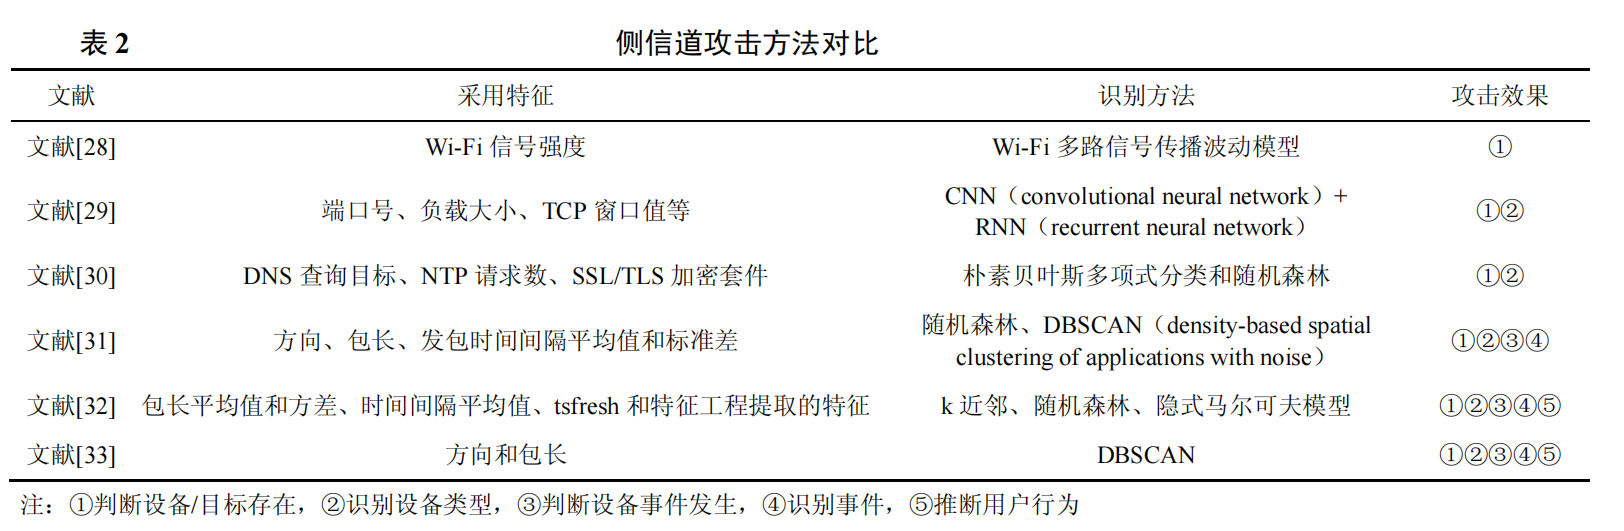 表 2 侧信道攻击方法对比
文献 采用特征 识别方法 攻击效果
文献[28] Wi-Fi 信号强度 Wi-Fi 多路信号传播波动模型 ①
文献[29] 端口号、负载大小、TCP 窗口值等 CNN（convolutional neural network）+
RNN（recurrent neural network） ①②
文献[30] DNS 查询目标、NTP 请求数、SSL/TLS 加密套件 朴素贝叶斯多项式分类和随机森林 ①②
文献[31] 方向、包长、发包时间间隔平均值和标准差 随机森林、DBSCAN（density-based spatial
clustering of applications with noise） ①②③④
文献[32] 包长平均值和方差、时间间隔平均值、tsfresh 和特征工程提取的特征 k 近邻、随机森林、隐式马尔可夫模型 ①②③④⑤
文献[33] 方向和包长 DBSCAN ①②③④⑤
注：①判断设备/目标存在，②识别设备类型，③判断设备事件发生，④识别事件，⑤推断用户行为